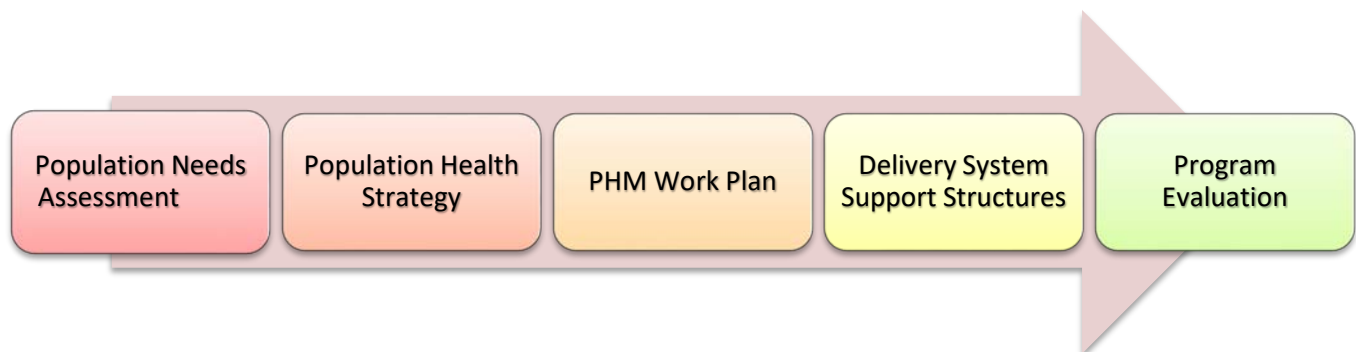 Population Needs
Assessment
Population Health
Strategy
PHM Work Plan
Delivery System
Support Structures
Program
Evaluation